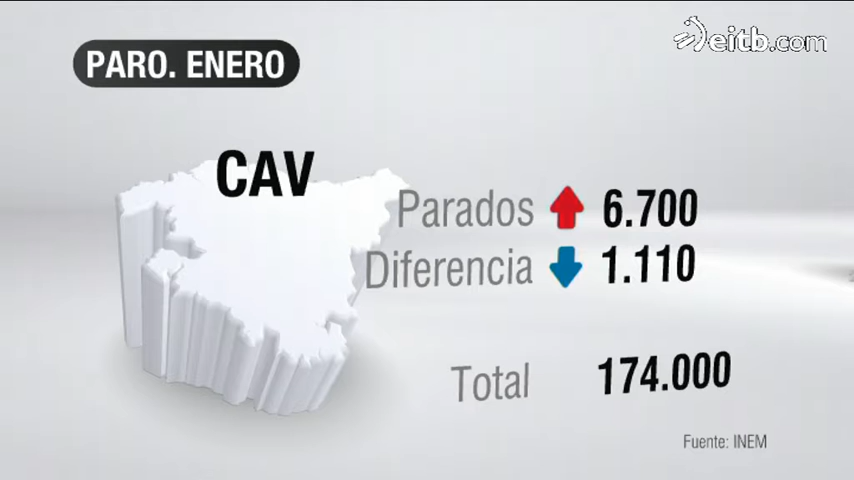 eitb.com
PARO. ENERO
CAV
Parados 6.700
Diferencia 1.110
Total 174.000
Fuente: INEM